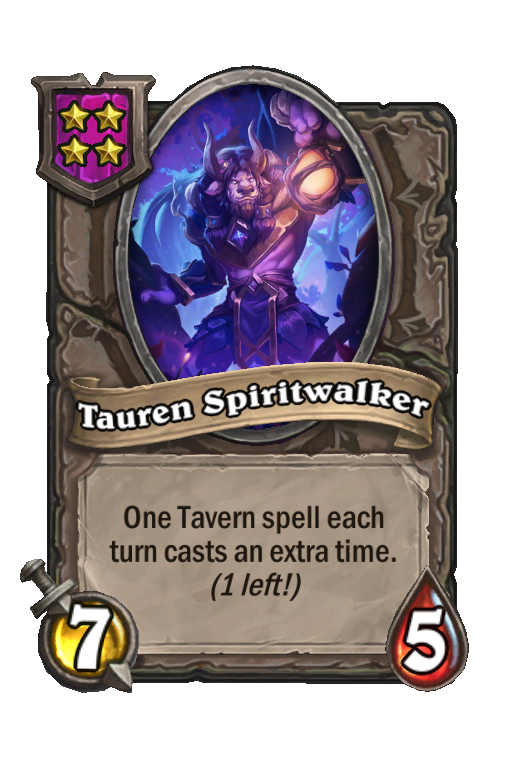 Tauren Spiritwalker
One Tavern spell each
turn casts an extra time.
(1 left!)
7
5